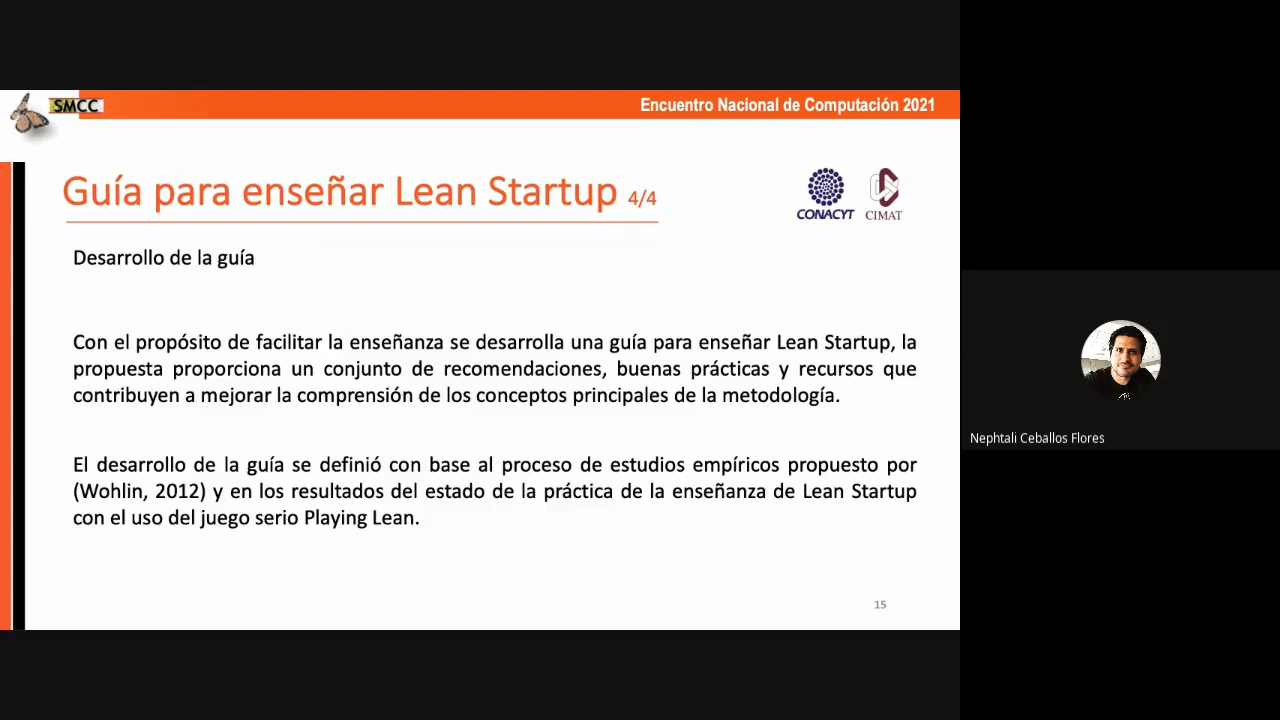 SMCC
Encuentro Nacional de Computación 2021
Guía para enseñar Lean Startup 4/4
CONACYT
CIMAT
Desarrollo de la guía
Con el propósito de facilitar la enseñanza se desarrolla una guía para enseñar Lean Startup, la
propuesta proporciona un conjunto de recomendaciones, buenas prácticas y recursos que
contribuyen a mejorar la comprensión de los conceptos principales de la metodología.
El desarrollo de la guía se definió con base al proceso de estudios empíricos propuesto por
(Wohlin, 2012) y en los resultados del estado de la práctica de la enseñanza de Lean Startup
con el uso del juego serio Playing Lean.
15
Nephtali Ceballos Flores